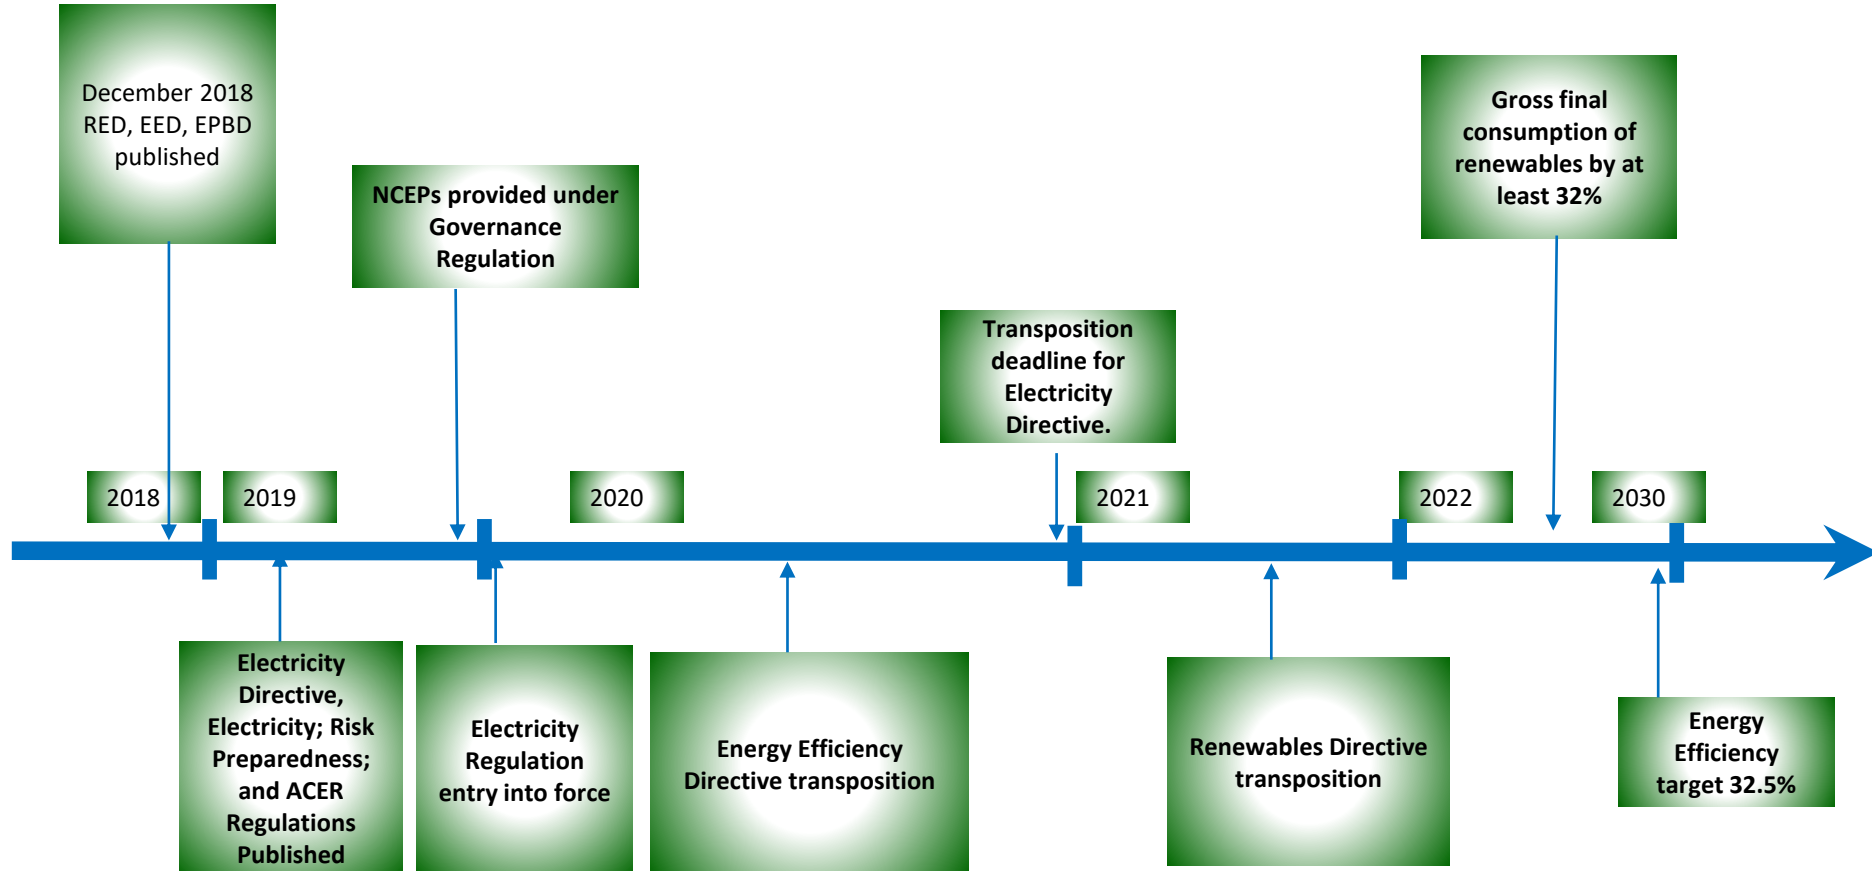 December 2018
RED, EED, EPBD
published
NCEPs provided under
Governance
Regulation
Transposition
deadline for
Electricity
Directive.
Gross final
consumption of
renewables by at
least 32%
2018
2019
2020
2021
2022
2030
Electricity
Directive,
Electricity; Risk
Preparedness;
and ACER
Regulations
Published
Electricity
Regulation
entry into force
Energy Efficiency
Directive transposition
Renewables Directive
transposition
Energy
Efficiency
target 32.5%